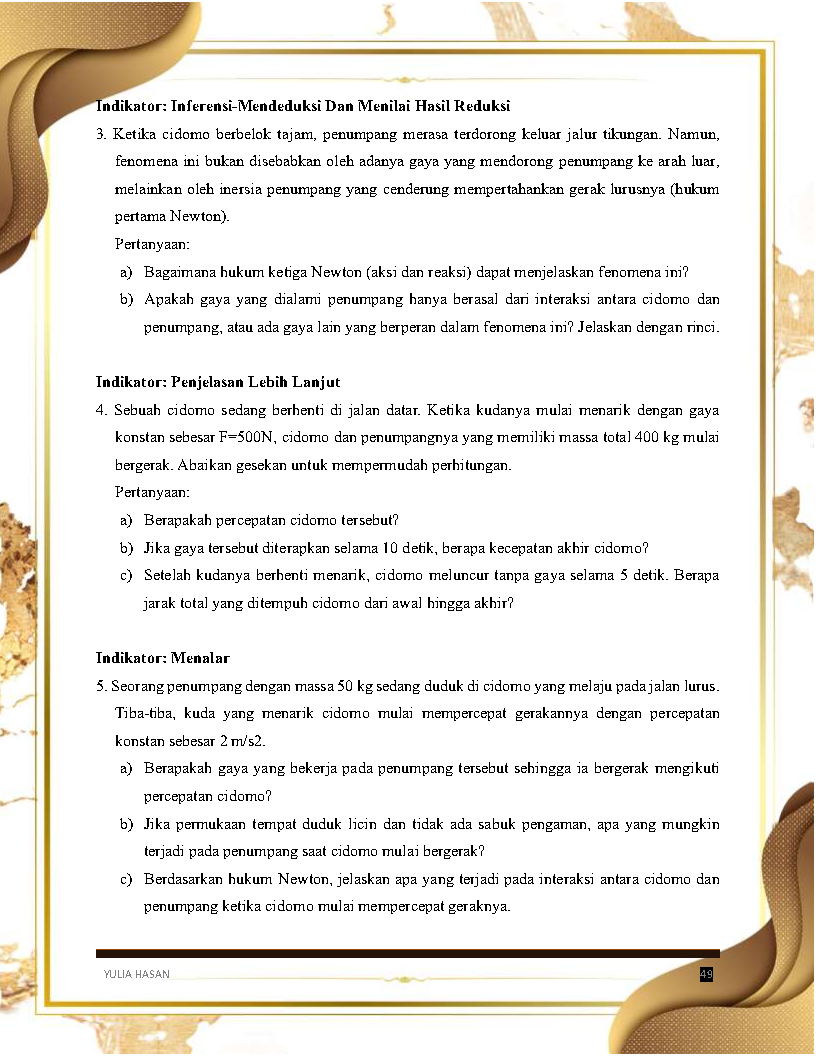 Indikator: Inferensi-Mendeduksi Dan Menilai Hasil Reduksi
3. Ketika cidomo berbelok tajam, penumpang merasa terdorong keluar jalur tikungan. Namun,
fenomena ini bukan disebabkan oleh adanya gaya yang mendorong penumpang ke arah luar,
melainkan oleh inersia penumpang yang cenderung mempertahankan gerak lurusnya (hukum
pertama Newton).
Pertanyaan:
a) Bagaimana hukum ketiga Newton (aksi dan reaksi) dapat menjelaskan fenomena ini?
b) Apakah gaya yang dialami penumpang hanya berasal dari interaksi antara cidomo dan
penumpang, atau ada gaya lain yang berperan dalam fenomena ini? Jelaskan dengan rinci.
Indikator: Penjelasan Lebih Lanjut
4. Sebuah cidomo sedang berhenti di jalan datar. Ketika kudanya mulai menarik dengan gaya
konstan sebesar F=500N, cidomo dan penumpangnya yang memiliki massa total 400 kg mulai
bergerak. Abaikan gesekan untuk mempermudah perhitungan.
Pertanyaan:
a) Berapakah percepatan cidomo tersebut?
b) Jika gaya tersebut diterapkan selama 10 detik, berapa kecepatan akhir cidomo?
c) Setelah kudanya berhenti menarik, cidomo meluncur tanpa gaya selama 5 detik. Berapa
jarak total yang ditempuh cidomo dari awal hingga akhir?
Indikator: Menalar
5. Seorang penumpang dengan massa 50 kg sedang duduk di cidomo yang melaju pada jalan lurus.
Tiba-tiba, kuda yang menarik cidomo mulai mempercepat gerakannya dengan percepatan
konstan sebesar 2 m/s2.
a) Berapakah gaya yang bekerja pada penumpang tersebut sehingga ia bergerak mengikuti
percepatan cidomo?
b) Jika permukaan tempat duduk licin dan tidak ada sabuk pengaman, apa yang mungkin
terjadi pada penumpang saat cidomo mulai bergerak?
c) Berdasarkan hukum Newton, jelaskan apa yang terjadi pada interaksi antara cidomo dan
penumpang ketika cidomo mulai mempercepat geraknya.
YULIA HASAN 49